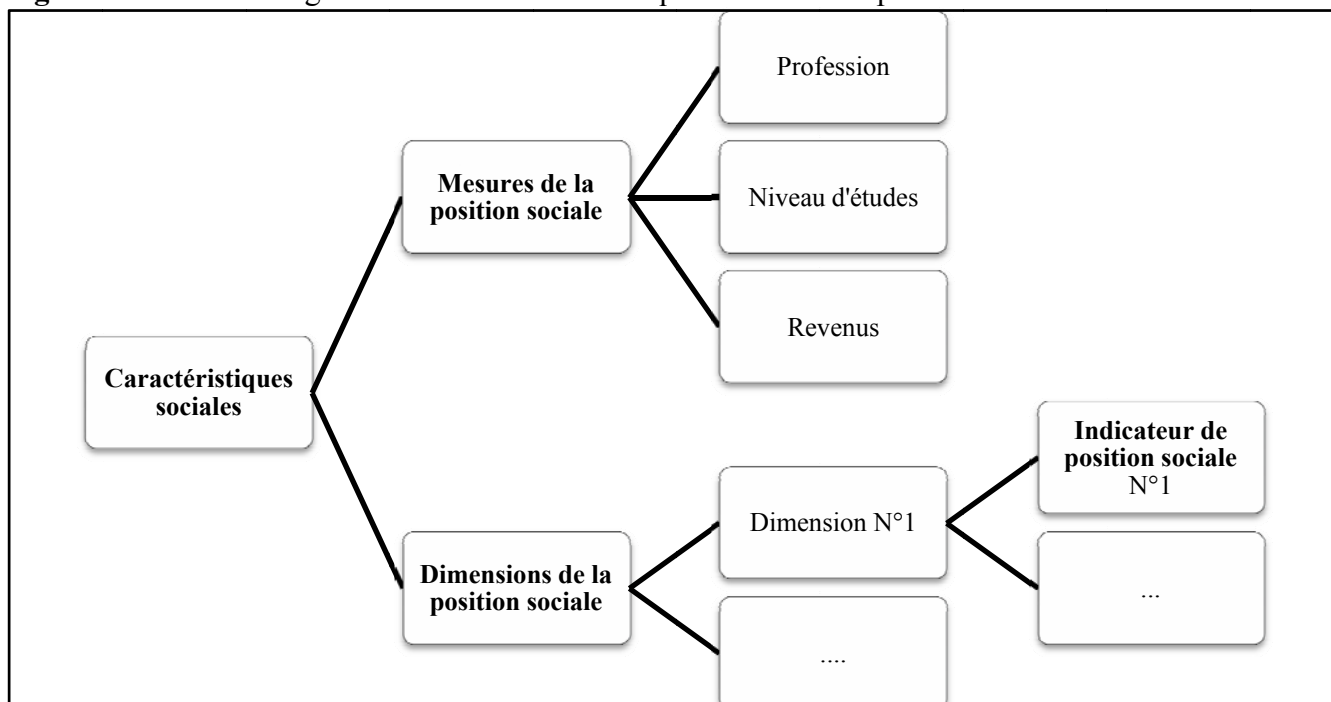 Profession
Mesures de la
position sociale
Niveau d'études
Revenus
Caractéristiques
sociales
Indicateur de
position sociale
N°1
Dimension N°1
Dimensions de la
position sociale
...
....